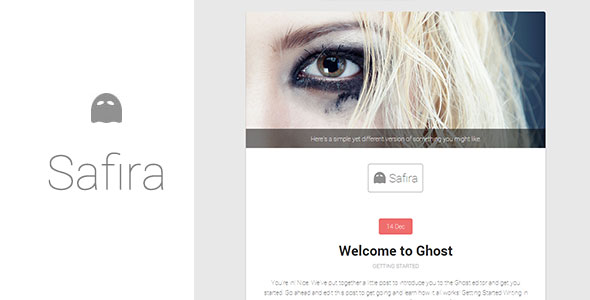 Safira
Here's a simple yet different version of something you might like.
Safira
14 Dec
Welcome to Ghost
GETTING STARTED
You're in! Nice. We've put together a little post to introduce you to the Ghost editor and get you
started. Go ahead and edit this post to get going and learn how it all works! Getting Started Writing in